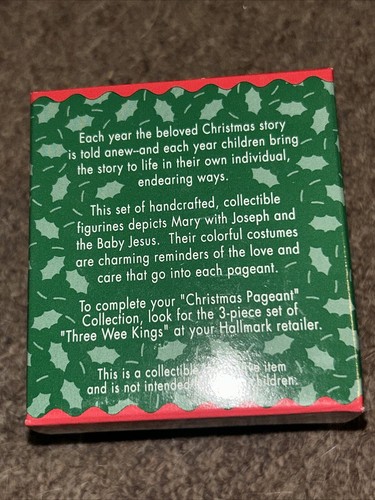 Each year the beloved Christmas story
is told anew--and each year children bring
the story to life in their own individual,
endearing ways.
This set of handcrafted, collectible
figurines depicts Mary with Joseph and
the Baby Jesus. Their colorful costumes
are charming reminders of the love and
care that go into each pageant.
To complete your "Christmas Pageant"
Collection, look for the 3-piece set of
"Three Wee Kings" at your Hallmark retailer.
This is a collectible item
and is not intended children.